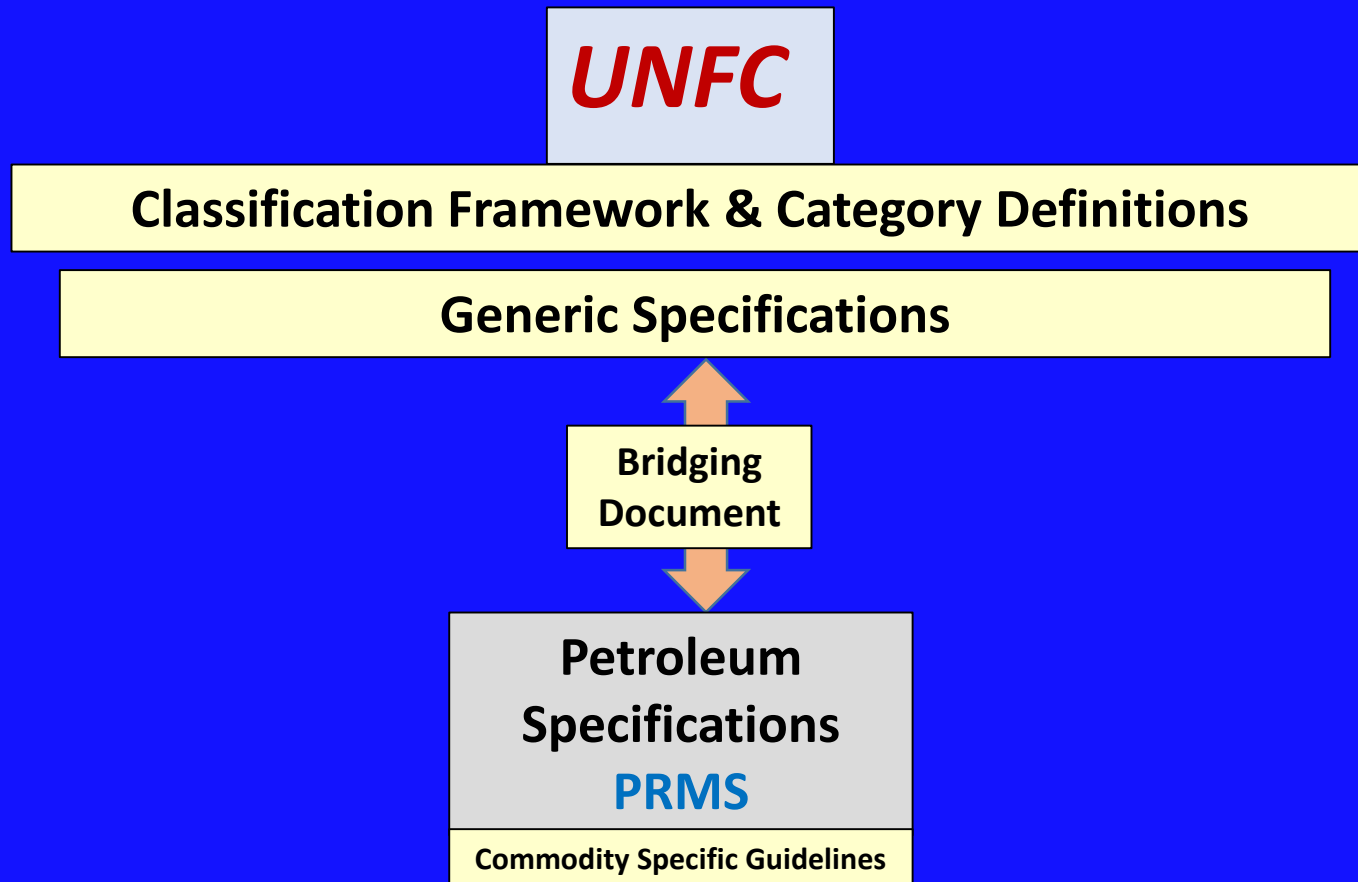 UNFC
Classification Framework & Category Definitions
Generic Specifications
Bridging
Document
Petroleum
Specifications
PRMS
Commodity Specific Guidelines